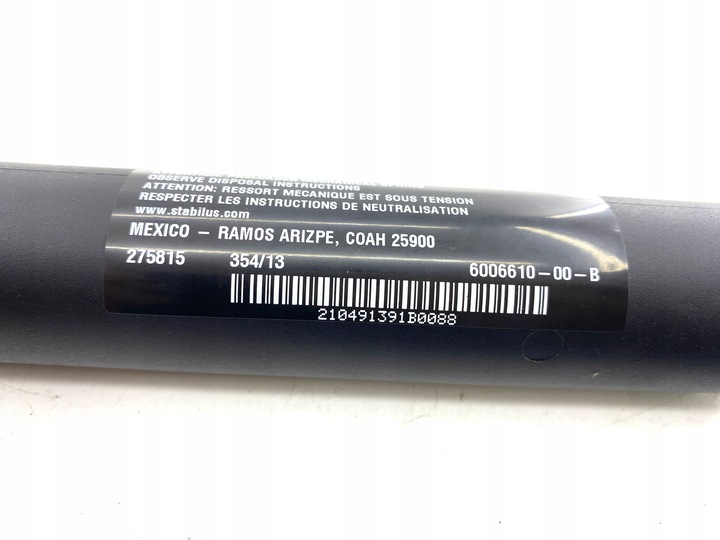 OBSERVE DISPOSAL INSTRUCTIONS
ATTENTION: RESSORT MECANIQUE EST SOUS TENSION
RESPECTER LES INSTRUCTIONS DE NEUTRALISATION
www.stabilus.com
MEXICO – RAMOS ARIZPE, COAH 25900
275815 354/13 6006610-00-B
210491391B0088